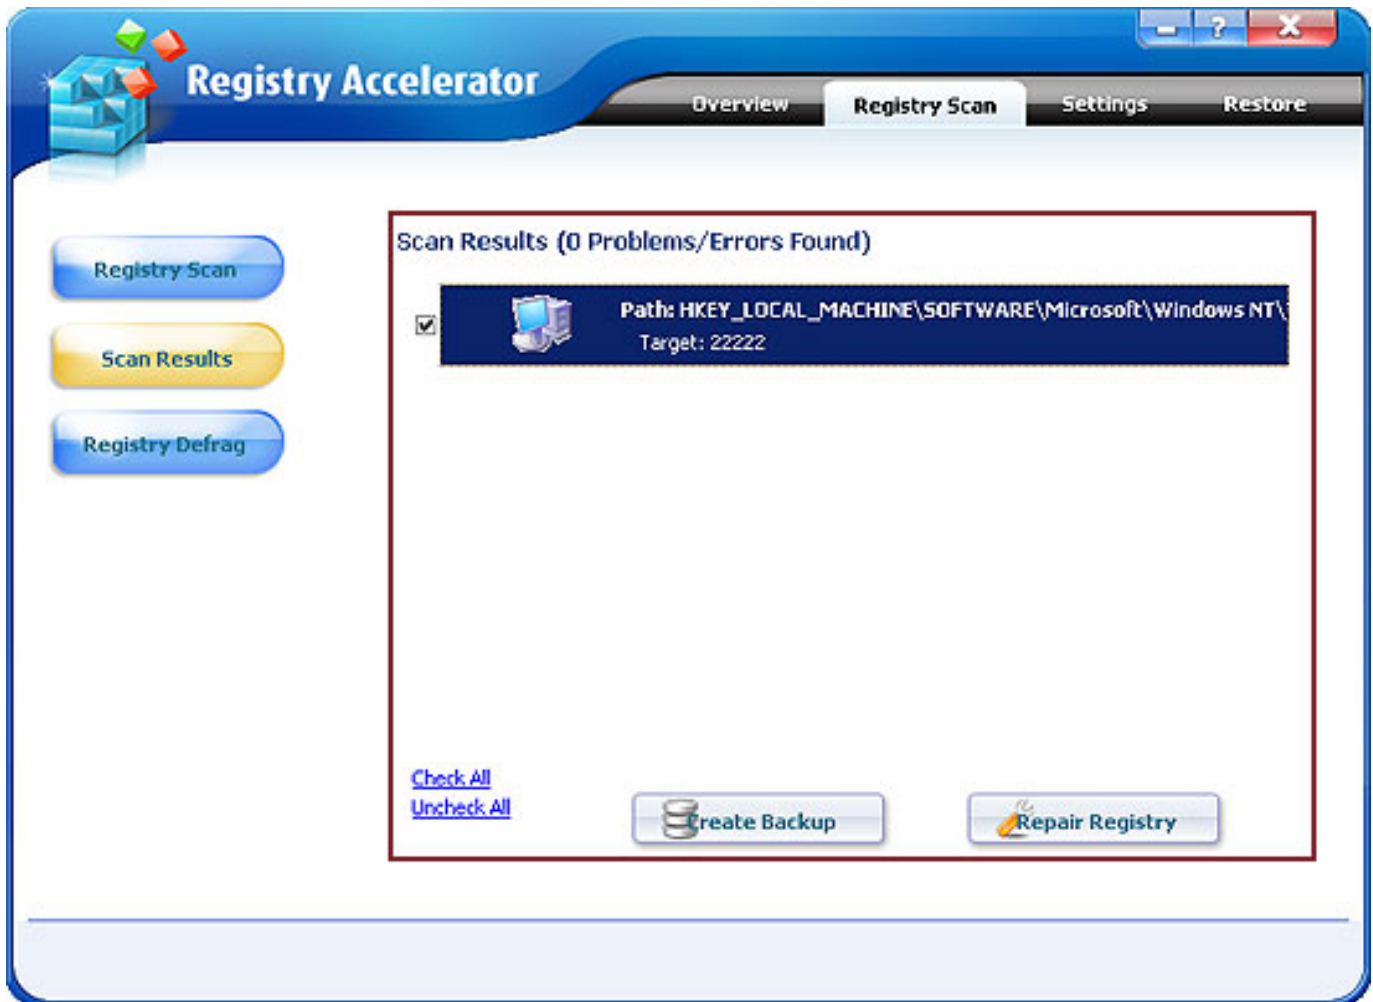 Registry Accelerator
?
Overview
Registry Scan
Settings
Restore
Registry Scan
Scan Results
Registry Defrag
Scan Results (0 Problems/Errors Found)
Path: HKEY_LOCAL_MACHINE\SOFTWARE\Microsoft\Windows NT\
Target: 22222
Check All
Uncheck All
Create Backup
Repair Registry